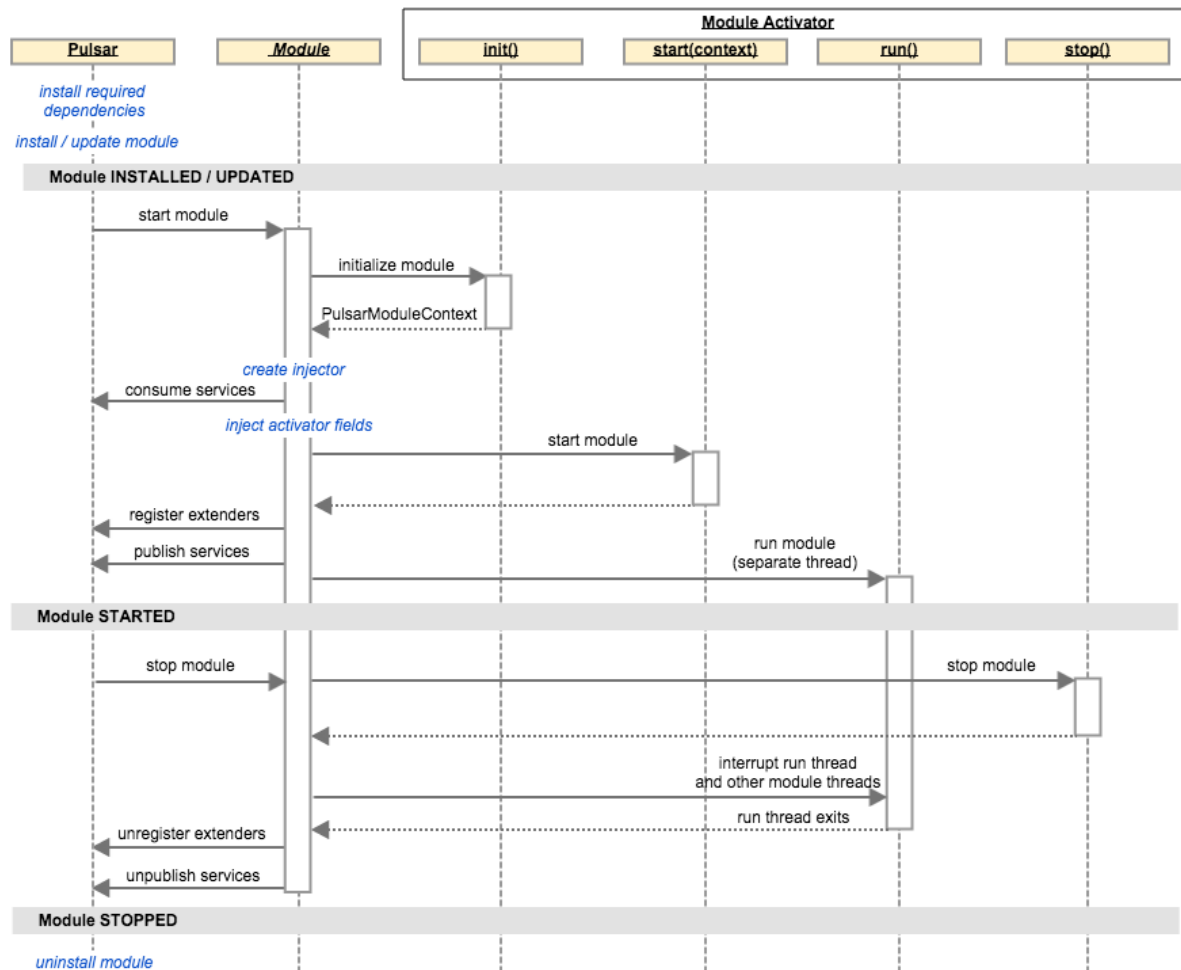 Module Activator
Pulsar
Module
init()
start(context)
run()
stop()
install required
dependencies
install / update module
Module INSTALLED / UPDATED
start module
initialize module
PulsarModuleContext
create injector
consume services
inject activator fields
start module
register extenders
publish services
run module
(separate thread)
Module STARTED
stop module
stop module
interrupt run thread
and other module threads
run thread exits
unregister extenders
unpublish services
Module STOPPED
uninstall module